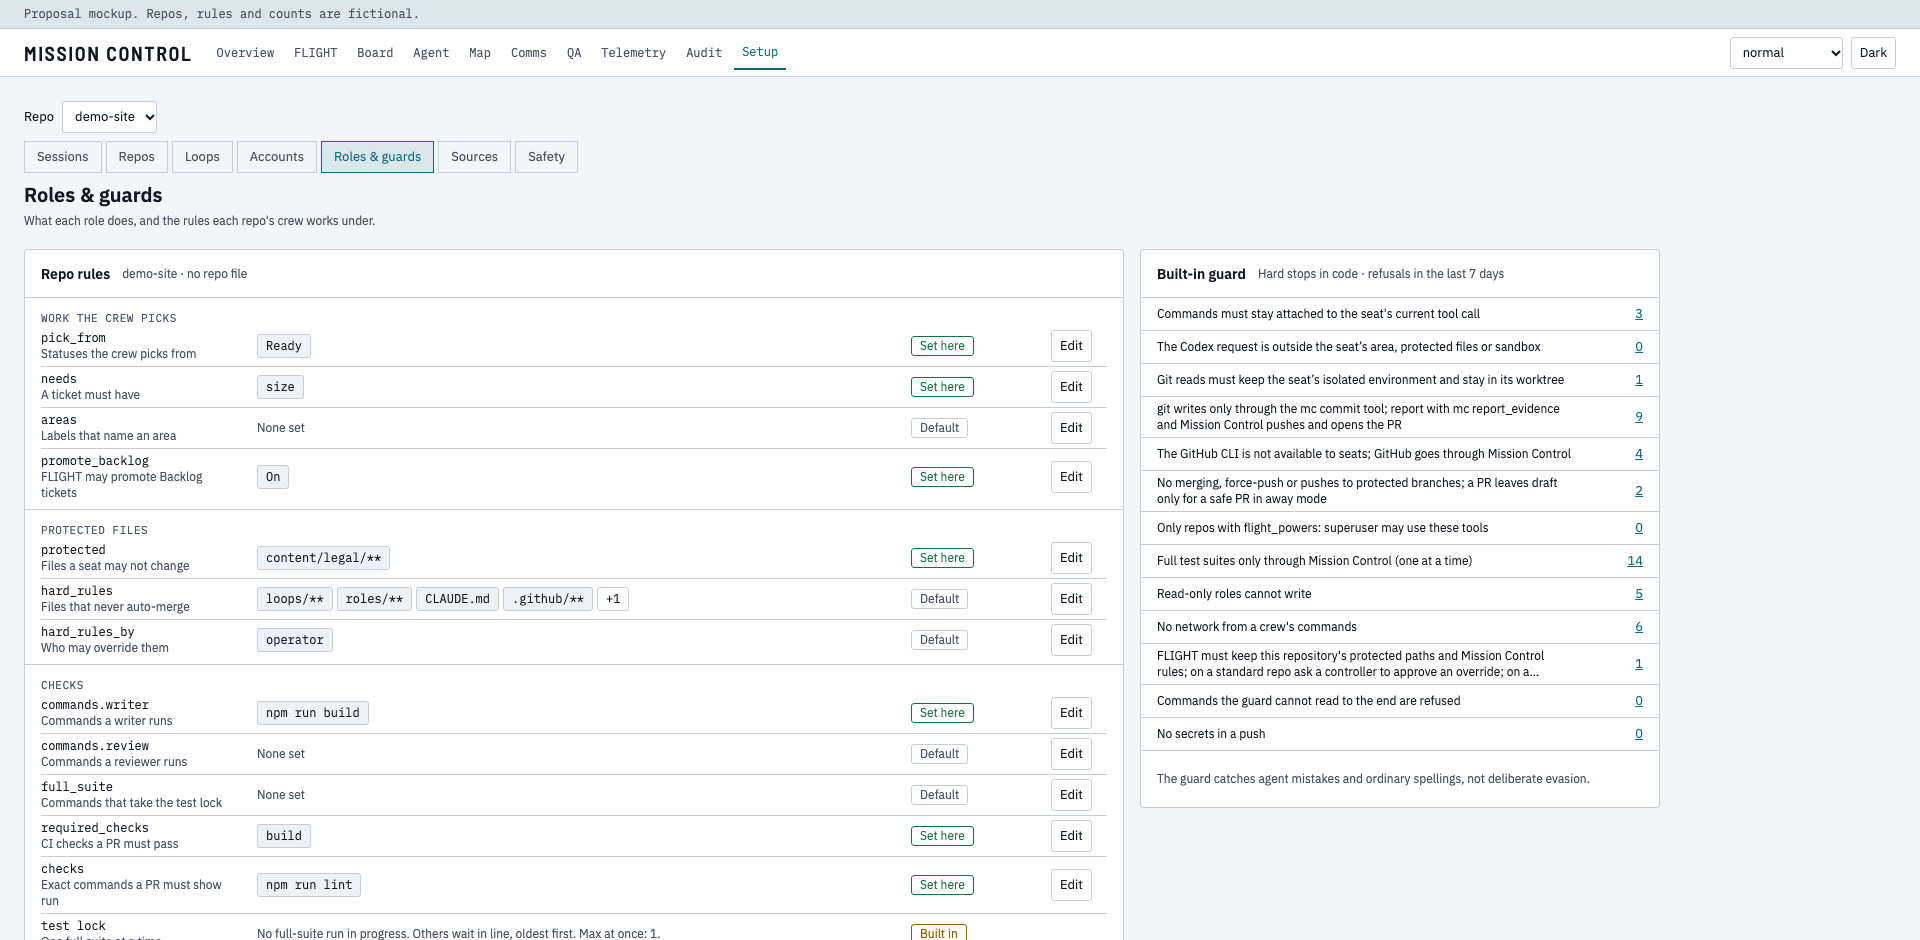 Proposal mockup. Repos, rules and counts are fictional.
MISSION CONTROL Overview FLIGHT Board Agent Map Comms QA Telemetry Audit Setup normal Dark
Repo demo-site
Sessions Repos Loops Accounts Roles & guards Sources Safety
Roles & guards
What each role does, and the rules each repo's crew works under.
Repo rules demo-site · no repo file
WORK THE CREW PICKS
pick_from
Statuses the crew picks from
Ready Set here Edit
needs
A ticket must have
size Set here Edit
areas
Labels that name an area
None set Default Edit
promote_backlog
FLIGHT may promote Backlog
tickets
On Set here Edit
PROTECTED FILES
protected
Files a seat may not change
content/legal/** Set here Edit
hard_rules
Files that never auto-merge
loops/** roles/** CLAUDE.md .github/** +1 Default Edit
hard_rules_by
Who may override them
operator Default Edit
CHECKS
commands.writer
Commands a writer runs
npm run build Set here Edit
commands.review
Commands a reviewer runs
None set Default Edit
full_suite
Commands that take the test lock
None set Default Edit
required_checks
CI checks a PR must pass
build Set here Edit
checks
Exact commands a PR must show
run
npm run lint Set here Edit
test lock
No full-suite run in progress. Others wait in line, oldest first. Max at once: 1. Built in
Built-in guard Hard stops in code · refusals in the last 7 days
Commands must stay attached to the seat's current tool call 3
The Codex request is outside the seat’s area, protected files or sandbox 0
Git reads must keep the seat’s isolated environment and stay in its worktree 1
git writes only through the mc commit tool; report with mc report_evidence
and Mission Control pushes and opens the PR 9
The GitHub CLI is not available to seats; GitHub goes through Mission Control 4
No merging, force-push or pushes to protected branches; a PR leaves draft
only for a safe PR in away mode 2
Only repos with flight_powers: superuser may use these tools 0
Full test suites only through Mission Control (one at a time) 14
Read-only roles cannot write 5
No network from a crew's commands 6
FLIGHT must keep this repository's protected paths and Mission Control
rules; on a standard repo ask a controller to approve an override; on a... 1
Commands the guard cannot read to the end are refused 0
No secrets in a push 0
The guard catches agent mistakes and ordinary spellings, not deliberate evasion.